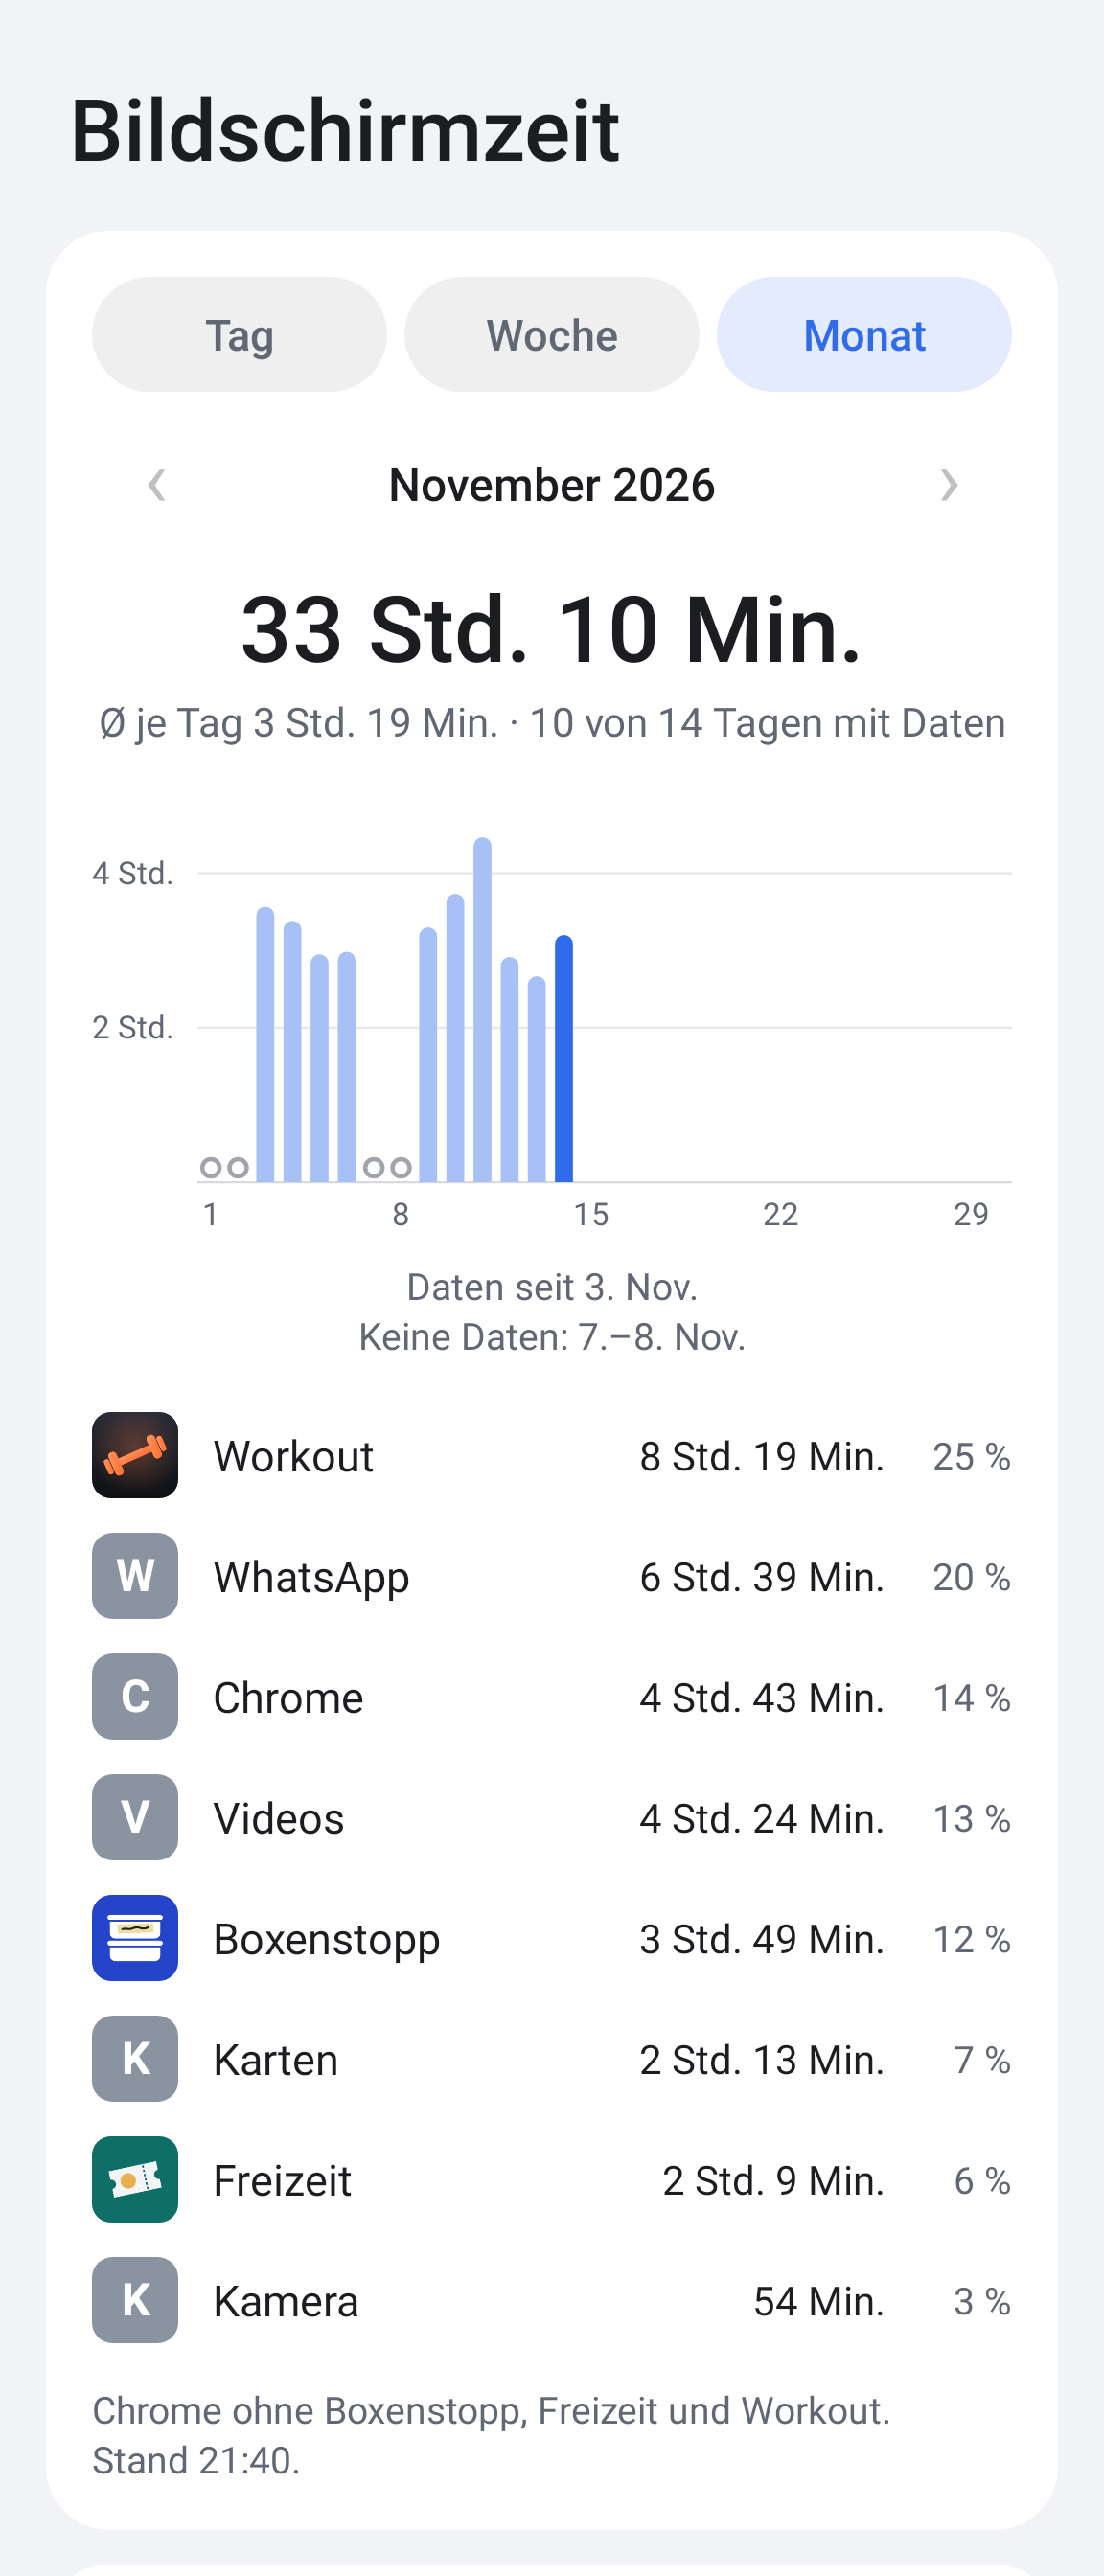 Bildschirmzeit
Tag Woche Monat
November 2026
33 Std. 10 Min.
Ø je Tag 3 Std. 19 Min. · 10 von 14 Tagen mit Daten
4 Std.
2 Std.
1 8 15 22 29
Daten seit 3. Nov.
Keine Daten: 7.–8. Nov.
Workout 8 Std. 19 Min. 25 %
W WhatsApp 6 Std. 39 Min. 20 %
C Chrome 4 Std. 43 Min. 14 %
V Videos 4 Std. 24 Min. 13 %
Boxenstopp 3 Std. 49 Min. 12 %
K Karten 2 Std. 13 Min. 7 %
Freizeit 2 Std. 9 Min. 6 %
K Kamera 54 Min. 3 %
Chrome ohne Boxenstopp, Freizeit und Workout.
Stand 21:40.